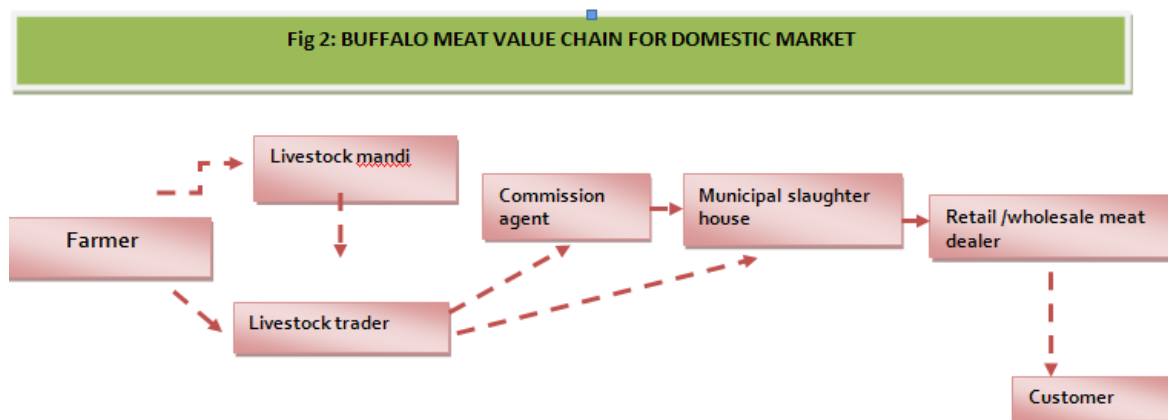 Fig 2: BUFFALO MEAT VALUE CHAIN FOR DOMESTIC MARKET
Livestock mandi
Farmer
Livestock trader
Commission
agent
Municipal slaughter
house
Retail /wholesale meat
dealer
Customer